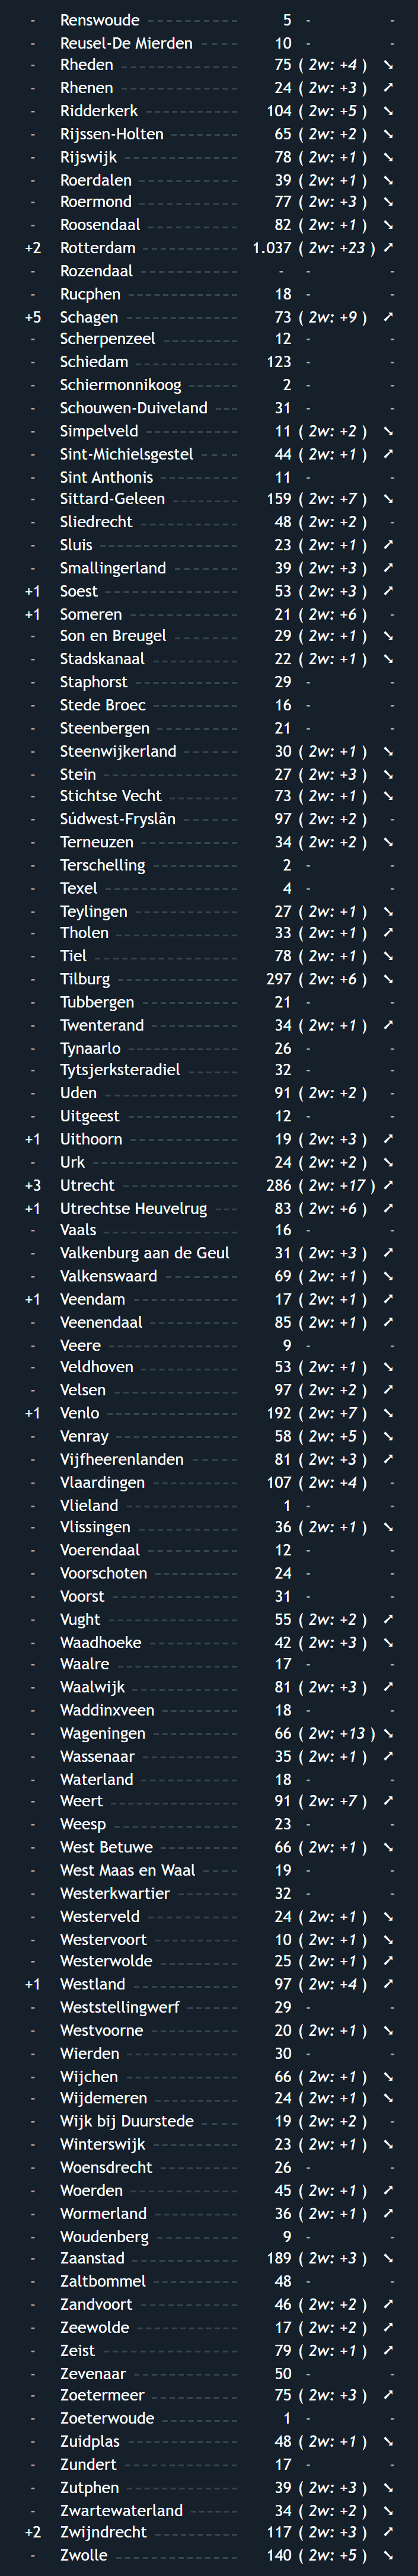 - Renswoude 5 - -
- Reusel-De Mierden 10 - -
- Rheden 75 ( 2w: +4 ) ➘
- Rhenen 24 ( 2w: +3 ) ➚
- Ridderkerk 104 ( 2w: +5 ) ➘
- Rijssen-Holten 65 ( 2w: +2 ) ➘
- Rijswijk 78 ( 2w: +1 ) ➘
- Roerdalen 39 ( 2w: +1 ) ➘
- Roermond 77 ( 2w: +3 ) ➘
- Roosendaal 82 ( 2w: +1 ) ➘
+2 Rotterdam 1.037 ( 2w: +23 ) ➚
- Rozendaal - - -
- Rucphen 18 - -
+5 Schagen 73 ( 2w: +9 ) ➚
- Scherpenzeel 12 - -
- Schiedam 123 - -
- Schiermonnikoog 2 - -
- Schouwen-Duiveland 31 - -
- Simpelveld 11 ( 2w: +2 ) ➘
- Sint-Michielsgestel 44 ( 2w: +1 ) ➚
- Sint Anthonis 11 - -
- Sittard-Geleen 159 ( 2w: +7 ) ➘
- Sliedrecht 48 ( 2w: +2 ) -
- Sluis 23 ( 2w: +1 ) ➚
- Smallingerland 39 ( 2w: +3 ) ➚
+1 Soest 53 ( 2w: +3 ) ➚
+1 Someren 21 ( 2w: +6 ) -
- Son en Breugel 29 ( 2w: +1 ) ➘
- Stadskanaal 22 ( 2w: +1 ) ➘
- Staphorst 29 - -
- Stede Broec 16 - -
- Steenbergen 21 - -
- Steenwijkerland 30 ( 2w: +1 ) ➘
- Stein 27 ( 2w: +3 ) ➘
- Stichtse Vecht 73 ( 2w: +1 ) ➘
- Súdwest-Fryslân 97 ( 2w: +2 ) -
- Terneuzen 34 ( 2w: +2 ) ➘
- Terschelling 2 - -
- Texel 4 - -
- Teylingen 27 ( 2w: +1 ) ➘
- Tholen 33 ( 2w: +1 ) ➚
- Tiel 78 ( 2w: +1 ) ➘
- Tilburg 297 ( 2w: +6 ) ➘
- Tubbergen 21 - -
- Twenterand 34 ( 2w: +1 ) ➚
- Tynaarlo 26 - -
- Tytsjerksteradiel 32 - -
- Uden 91 ( 2w: +2 ) -
- Uitgeest 12 - -
+1 Uithoorn 19 ( 2w: +3 ) ➚
- Urk 24 ( 2w: +2 ) ➘
+3 Utrecht 286 ( 2w: +17 ) ➚
+1 Utrechtse Heuvelrug 83 ( 2w: +6 ) ➚
- Vaals 16 - -
- Valkenburg aan de Geul 31 ( 2w: +3 ) ➚
- Valkenswaard 69 ( 2w: +1 ) ➘
+1 Veendam 17 ( 2w: +1 ) ➚
- Veenendaal 85 ( 2w: +1 ) ➚
- Veere 9 - -
- Veldhoven 53 ( 2w: +1 ) ➘
- Velsen 97 ( 2w: +2 ) ➚
+1 Venlo 192 ( 2w: +7 ) ➘
- Venray 58 ( 2w: +5 ) ➘
- Vijfheerenlanden 81 ( 2w: +3 ) ➚
- Vlaardingen 107 ( 2w: +4 ) -
- Vlieland 1 - -
- Vlissingen 36 ( 2w: +1 ) ➘
- Voerendaal 12 - -
- Voorschoten 24 - -
- Voorst 31 - -
- Vught 55 ( 2w: +2 ) ➚
- Waadhoeke 42 ( 2w: +3 ) ➘
- Waalre 17 - -
- Waalwijk 81 ( 2w: +3 ) ➚
- Waddinxveen 18 - -
- Wageningen 66 ( 2w: +13 ) ➘
- Wassenaar 35 ( 2w: +1 ) ➚
- Waterland 18 - -
- Weert 91 ( 2w: +7 ) ➚
- Weesp 23 - -
- West Betuwe 66 ( 2w: +1 ) ➘
- West Maas en Waal 19 - -
- Westerkwartier 32 - -
- Westerveld 24 ( 2w: +1 ) ➘
- Westervoort 10 ( 2w: +1 ) ➘
- Westerwolde 25 ( 2w: +1 ) ➚
+1 Westland 97 ( 2w: +4 ) ➚
- Weststellingwerf 29 - -
- Westvoorne 20 ( 2w: +1 ) ➘
- Wierden 30 - -
- Wijchen 66 ( 2w: +1 ) ➘
- Wijdemeren 24 ( 2w: +1 ) ➘
- Wijk bij Duurstede 19 ( 2w: +2 ) -
- Winterswijk 23 ( 2w: +1 ) ➘
- Woensdrecht 26 - -
- Woerden 45 ( 2w: +1 ) ➚
- Wormerland 36 ( 2w: +1 ) ➚
- Woudenberg 9 - -
- Zaanstad 189 ( 2w: +3 ) ➘
- Zaltbommel 48 - -
- Zandvoort 46 ( 2w: +2 ) ➚
- Zeewolde 17 ( 2w: +2 ) ➚
- Zeist 79 ( 2w: +1 ) ➚
- Zevenaar 50 - -
- Zoetermeer 75 ( 2w: +3 ) ➚
- Zoeterwoude 1 - -
- Zuidplas 48 ( 2w: +1 ) ➘
- Zundert 17 - -
- Zutphen 39 ( 2w: +3 ) ➘
- Zwartewaterland 34 ( 2w: +2 ) ➘
+2 Zwijndrecht 117 ( 2w: +3 ) ➚
- Zwolle 140 ( 2w: +5 ) ➘